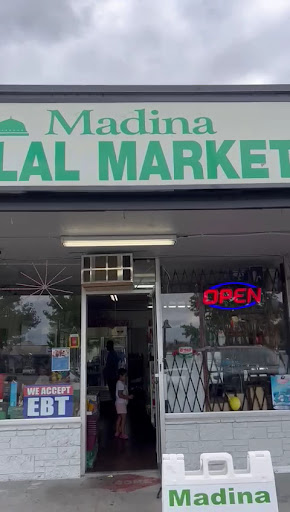 Madina
LAL MARKET
OPEN
WE ACCEPT
EBT
Madina